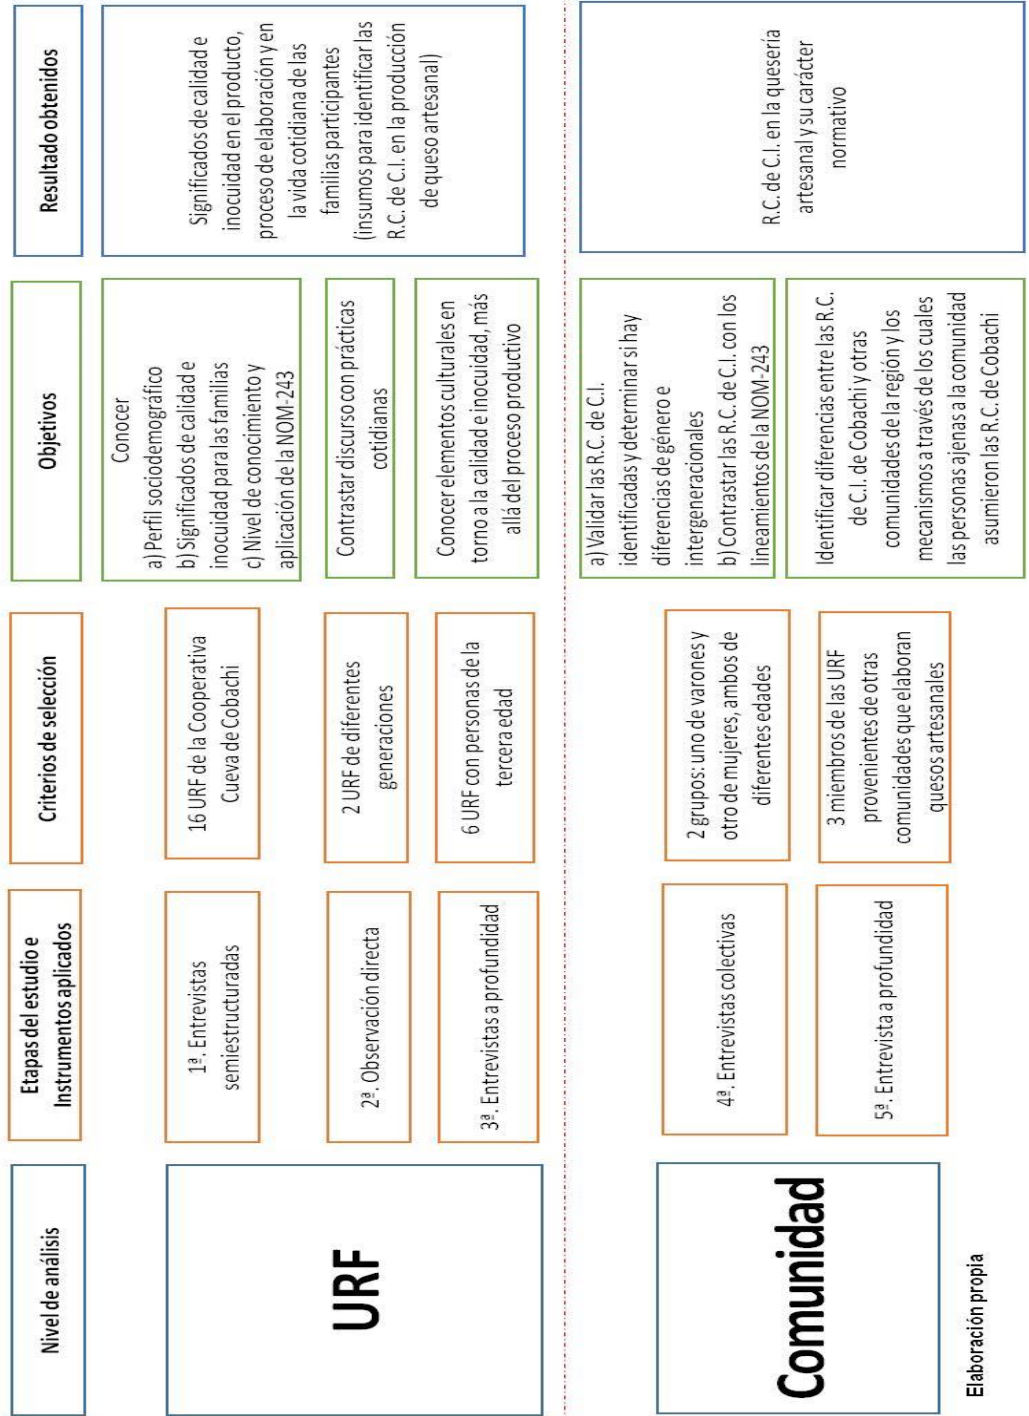 Nivel de análisis
Etapas del estudio e
Instrumentos aplicados
Criterios de selección
Objetivos
Resultado obtenidos
URF
1ª. Entrevistas
semiestructuradas
16 URF de la Cooperativa
Cueva de Cobachi
Conocer
a) Perfil sociodemográfico
b) Significados de calidad e
inocuidad para las familias
c) Nivel de conocimiento y
aplicación de la NOM-243
Significados de calidad e
inocuidad en el producto,
proceso de elaboración y en
la vida cotidiana de las
familias participantes
(insumos para identificar las
R.C. de C.I. en la producción
de queso artesanal)
2ª. Observación directa
2 URF de diferentes
generaciones
Contrastar discurso con prácticas
cotidianas
3ª. Entrevistas a profundidad
6 URF con personas de la
tercera edad
Conocer elementos culturales en
torno a la calidad e inocuidad, más
allá del proceso productivo
Comunidad
4ª. Entrevistas colectivas
2 grupos: uno de varones y
otro de mujeres, ambos de
diferentes edades
a) Validar las R.C. de C.I.
identificadas y determinar si hay
diferencias de género e
intergeneracionales
b) Contrastar las R.C. de C.I. con los
lineamientos de la NOM-243
R.C. de C.I. en la quesería
artesanal y su carácter
normativo
5ª. Entrevista a profundidad
3 miembros de las URF
provenientes de otras
comunidades que elaboran
quesos artesanales
Identificar diferencias entre las R.C.
de C.I. de Cobachi y otras
comunidades de la región y los
mecanismos a través de los cuales
las personas ajenas a la comunidad
asumieron las R.C. de Cobachi
Elaboración propia